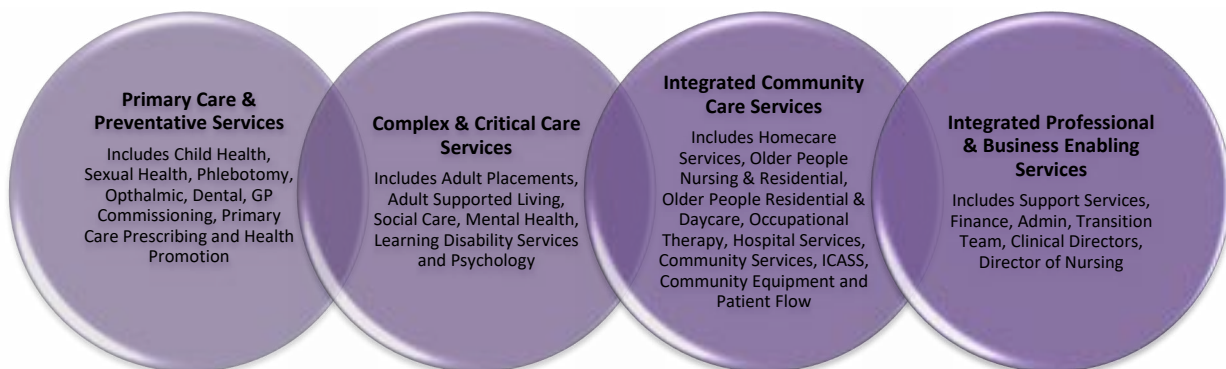 Primary Care &
Preventative Services
Includes Child Health,
Sexual Health, Phlebotomy,
Opthalmic, Dental, GP
Commissioning, Primary
Care Prescribing and Health
Promotion
Complex & Critical Care
Services
Includes Adult Placements,
Adult Supported Living,
Social Care, Mental Health,
Learning Disability Services
and Psychology
Integrated Community
Care Services
Includes Homecare
Services, Older People
Nursing & Residential,
Older People Residential &
Daycare, Occupational
Therapy, Hospital Services,
Community Services, ICASS,
Community Equipment and
Patient Flow
Integrated Professional
& Business Enabling
Services
Includes Support Services,
Finance, Admin, Transition
Team, Clinical Directors,
Director of Nursing